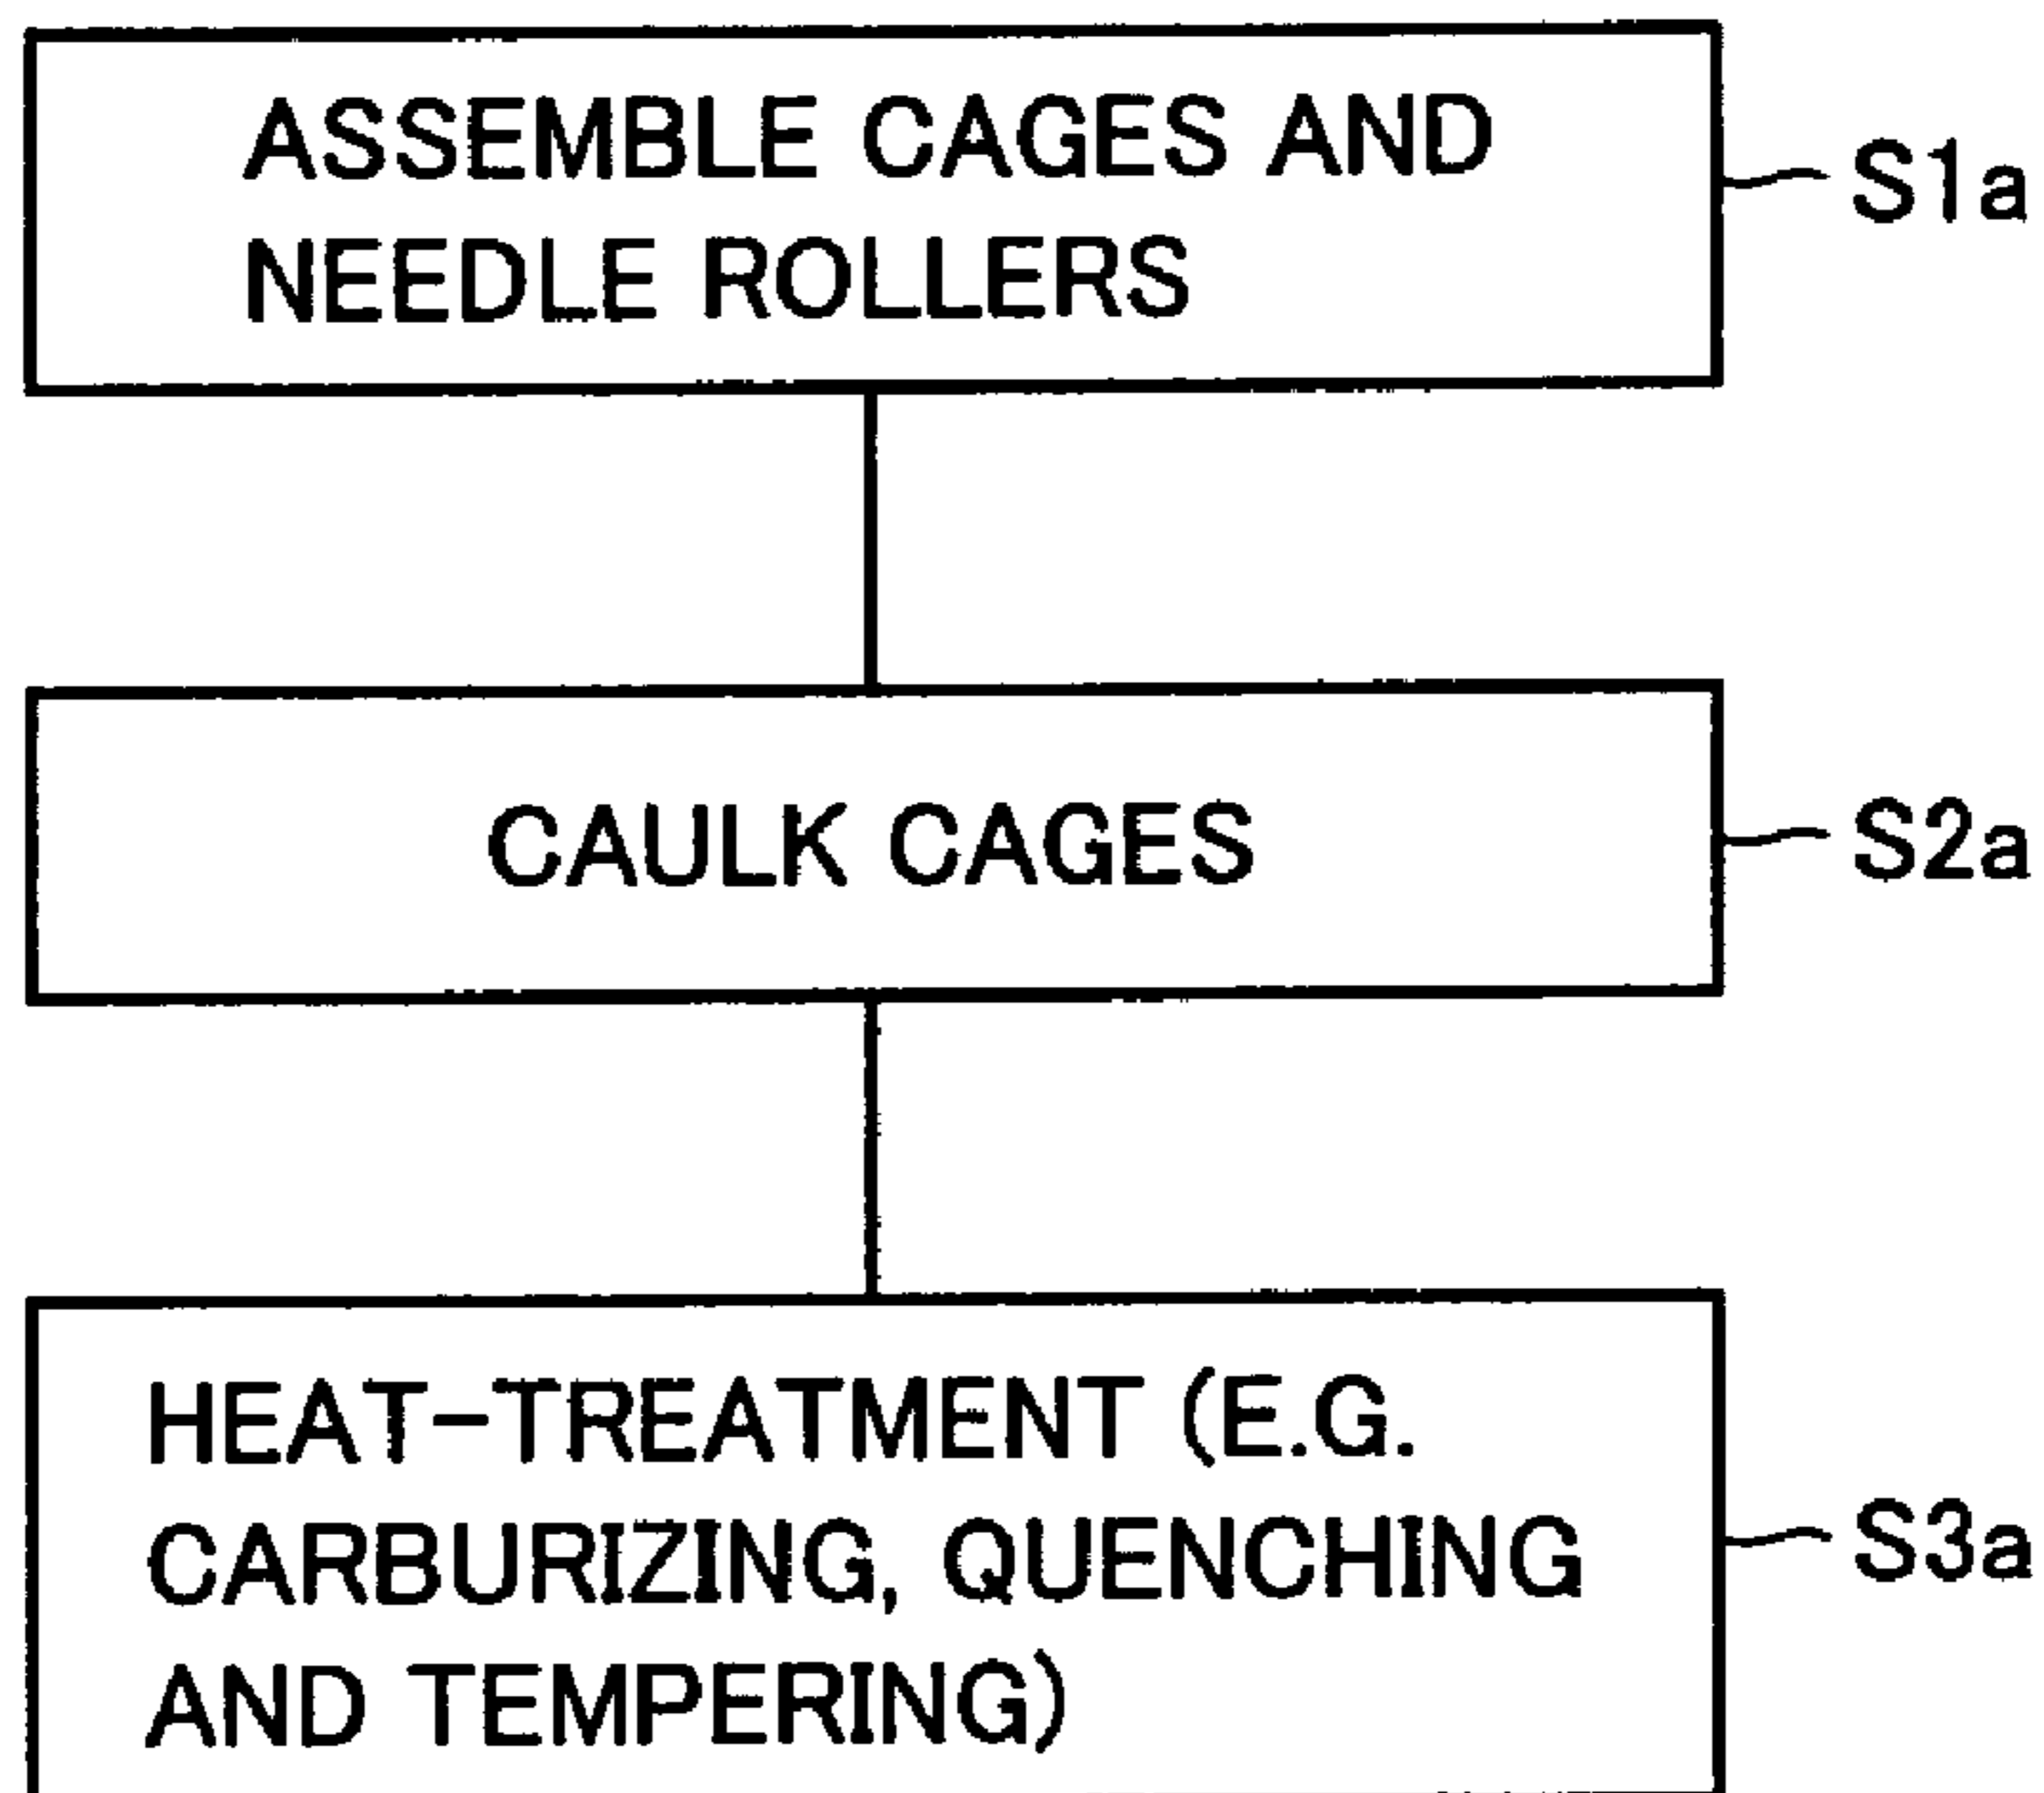 ASSEMBLE CAGES AND
NEEDLE ROLLERS
S1a
CAULK CAGES
S2a
HEAT-TREATMENT (E.G.
CARBURIZING, QUENCHING
AND TEMPERING)
S3a